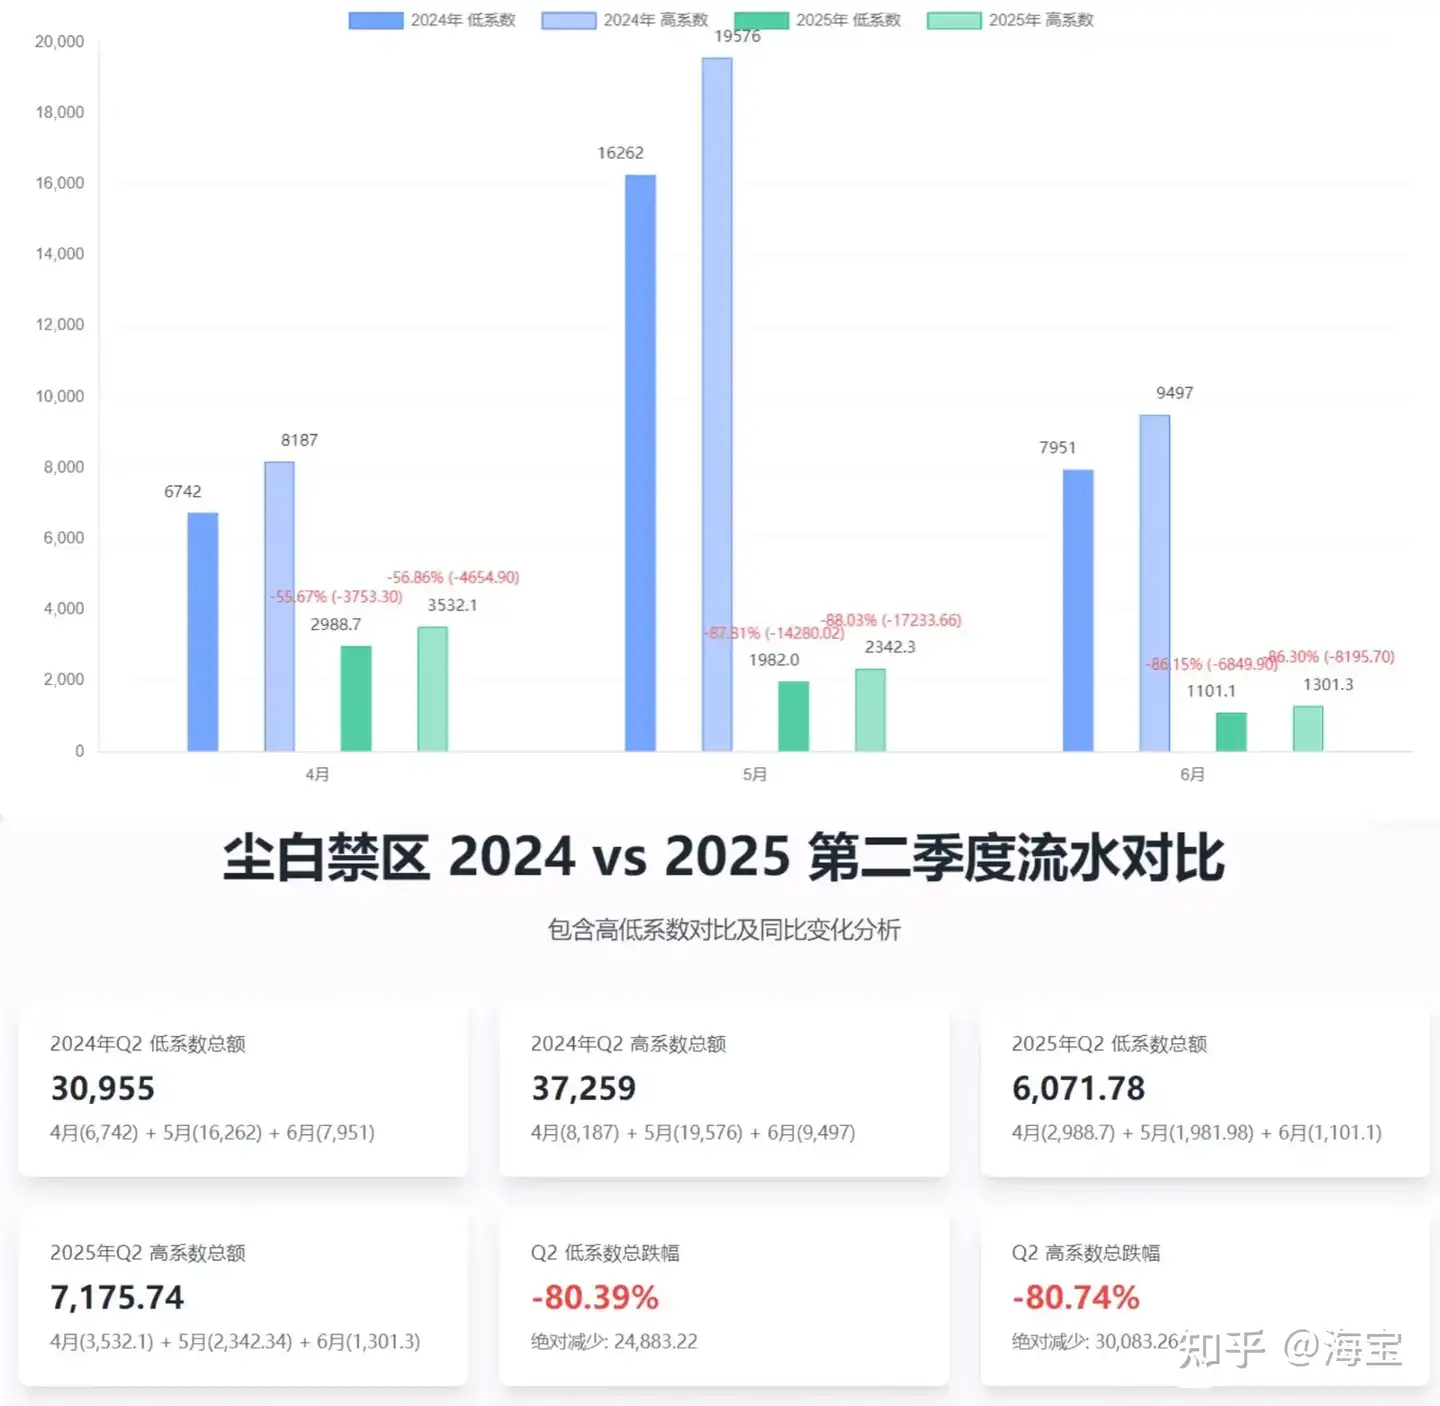 2024年 低系数 2024年 高系数 2025年 低系数 2025年 高系数
20,000
18,000
16,000
14,000
12,000
10,000
8,000
6,000
4,000
2,000
0
6742
8187
-55.67% (-3753.30)
2988.7
-56.86% (-4654.90)
3532.1
16262
19576
-87.81% (-14280.02)
1982.0
-88.03% (-17233.66)
2342.3
7951
9497
-86.15% (-6849.90)
1101.1
-86.30% (-8195.70)
1301.3
4月 5月 6月
尘白禁区 2024 vs 2025 第二季度流水对比
包含高低系数对比及同比变化分析
2024年Q2 低系数总额
30,955
4月(6,742) + 5月(16,262) + 6月(7,951)
2024年Q2 高系数总额
37,259
4月(8,187) + 5月(19,576) + 6月(9,497)
2025年Q2 低系数总额
6,071.78
4月(2,988.7) + 5月(1,981.98) + 6月(1,101.1)
2025年Q2 高系数总额
7,175.74
4月(3,532.1) + 5月(2,342.34) + 6月(1,301.3)
Q2 低系数总跌幅
-80.39%
绝对减少: 24,883.22
Q2 高系数总跌幅
-80.74%
绝对减少: 30,083.26
知乎 @海宝